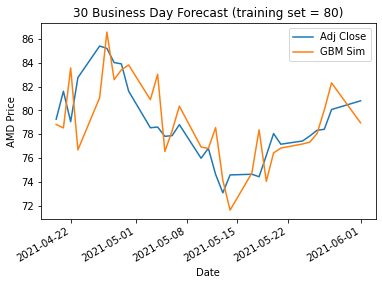 30 Business Day Forecast (training set = 80)
Adj Close
GBM Sim
86
84
82
80
78
76
74
72
AMD Price
2021-04-22
2021-05-01
2021-05-08
2021-05-15
2021-05-22
2021-06-01
Date